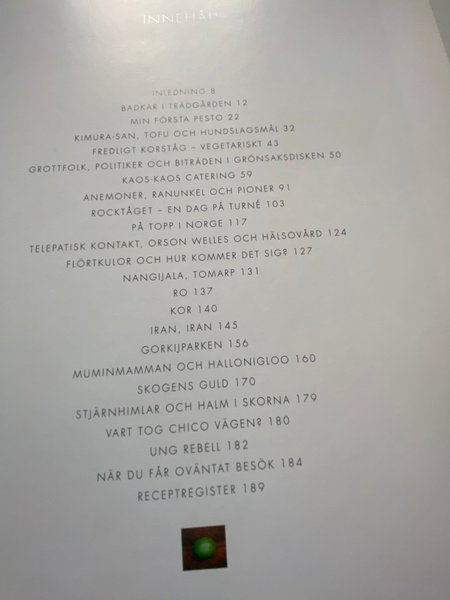 INNEHÅLL
INLEDNING 8
BADKAR I TRÄDGÅRDEN 12
MIN FÖRSTA PESTO 22
KIMURA-SAN, TOFU OCH HUNDSLAGSMÅL 32
FREDLIGT KORSTÅG – VEGETARISKT 43
GROTTFOLK, POLITIKER OCH BITRÄDEN I GRÖNSAKSDISKEN 50
KAOS-KAOS CATERING 59
ANEMONER, RANUNKEL OCH PIONER 91
ROCKTÅGET – EN DAG PÅ TURNÉ 103
PÅ TOPP I NORGE 117
TELEPATISK KONTAKT, ORSON WELLES OCH HÄLSOVÅRD 124
FLÖRTKULOR OCH HUR KOMMER DET SIG? 127
NANGIJALA, TOMARP 131
RO 137
KOR 140
IRAN, IRAN 145
GORKIJPARKEN 156
MUMINMAMMAN OCH HALLONIGLOO 160
SKOGENS GULD 170
STJÄRNHIMLAR OCH HALM I SKORNA 179
VART TOG CHICO VÄGEN? 180
UNG REBELL 182
NÄR DU FÅR OVÄNTAT BESÖK 184
RECEPTREGISTER 189